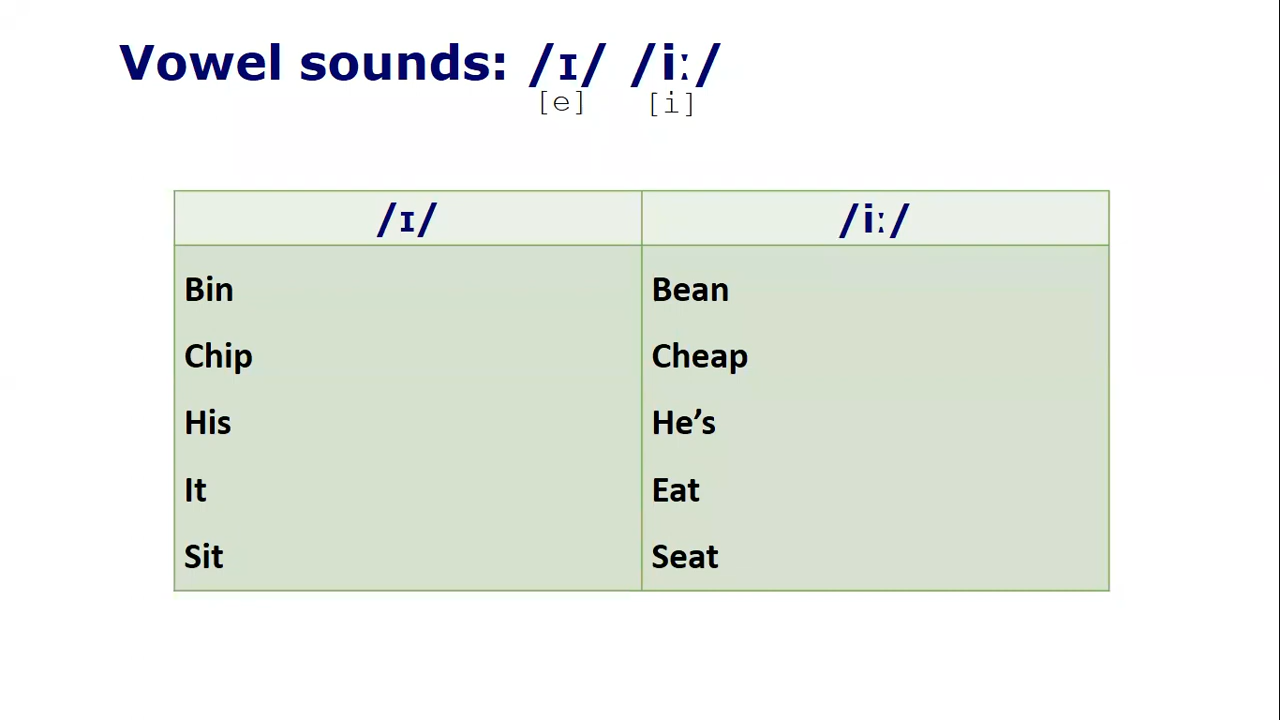 Vowel sounds: /ɪ/ /iː/
[e] [i]
/ɪ/ /iː/
Bin Bean
Chip Cheap
His He’s
It Eat
Sit Seat